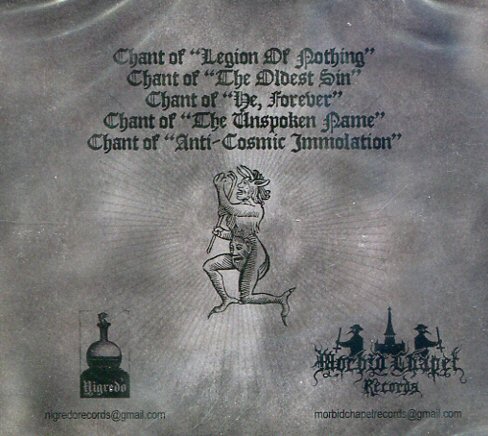 Chant of "Legion Of Nothing"
Chant of "The Oldest Sin"
Chant of "He, Forever"
Chant of "The Unspoken Name"
Chant of "Anti-Cosmic Immolation"
Nigredo
nigredorecords@gmail.com
Morbid Chapel
Records
morbidchapelrecords@gmail.com